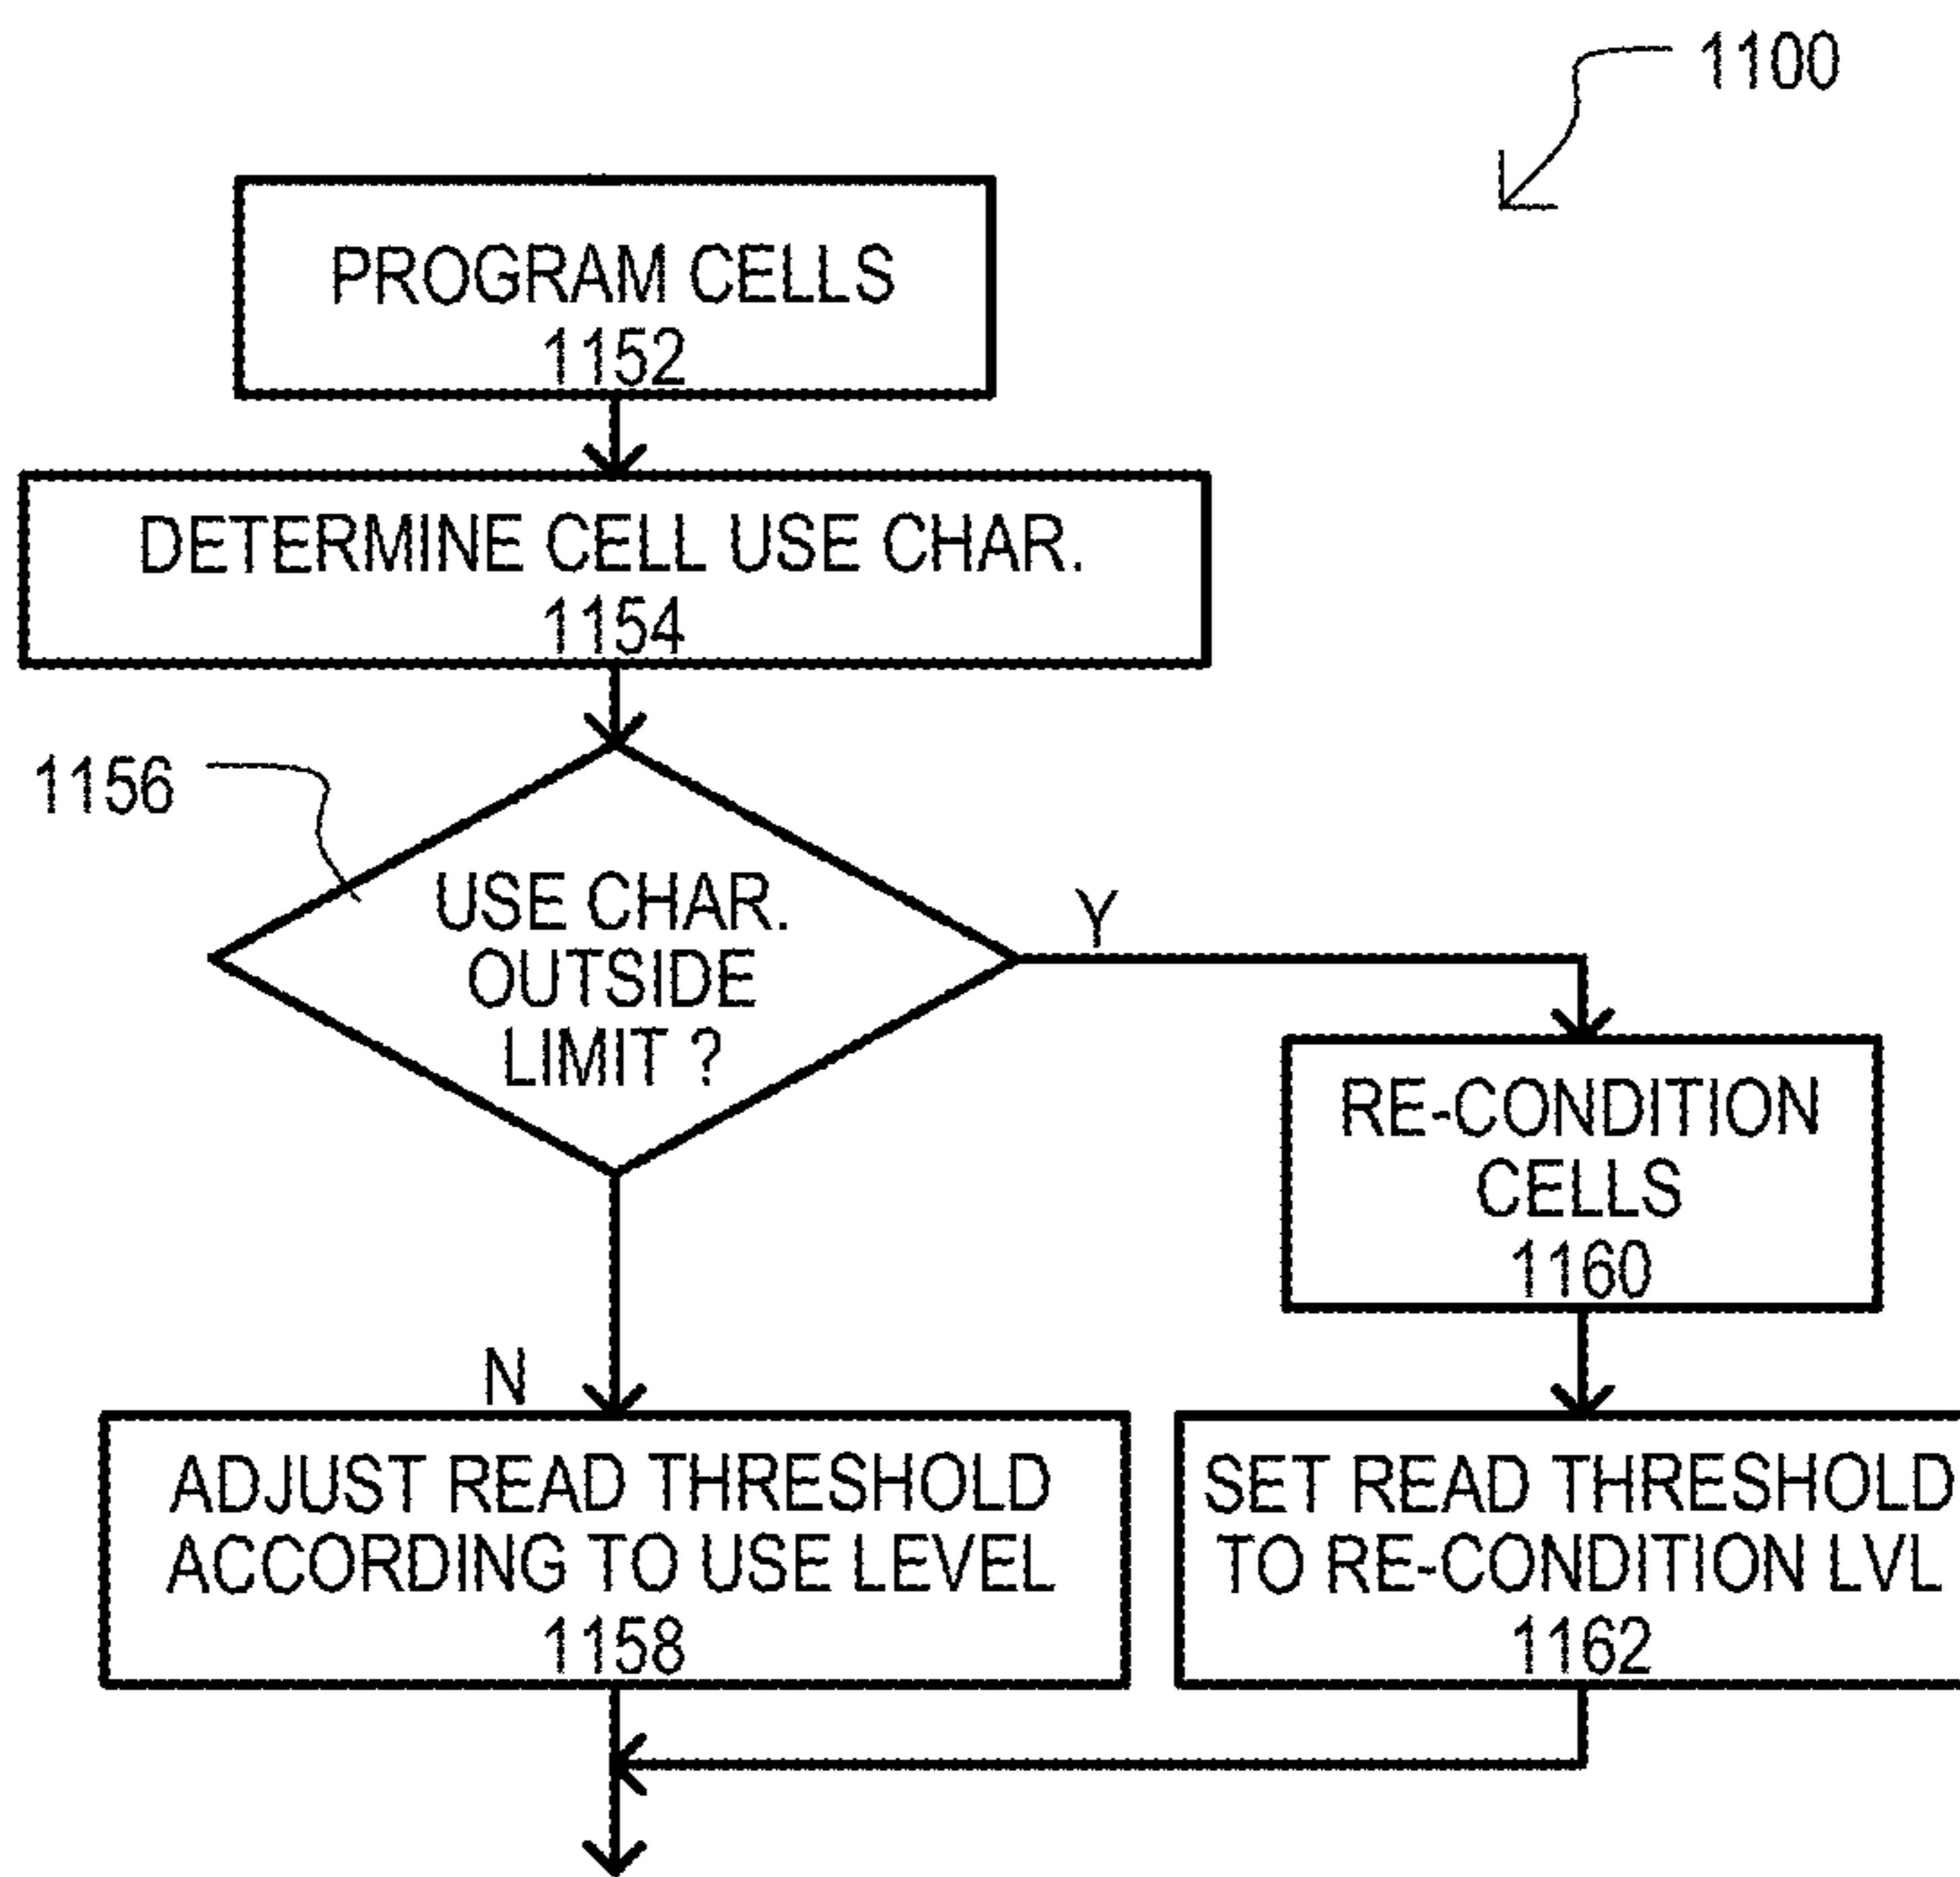 1100
PROGRAM CELLS
1152
DETERMINE CELL USE CHAR.
1154
1156
USE CHAR.
OUTSIDE
LIMIT ?
Y
RE-CONDITION
CELLS
1160
N
ADJUST READ THRESHOLD
ACCORDING TO USE LEVEL
1158
SET READ THRESHOLD
TO RE-CONDITION LVL
1162